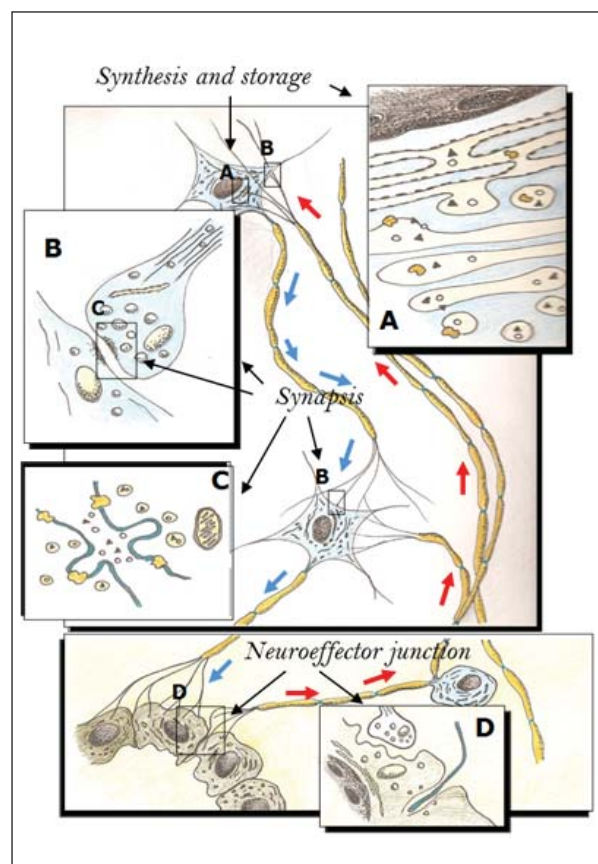 Synthesis and storage
B
A
A
B
C
Synapsis
B
C
Neuroeffector junction
D
D